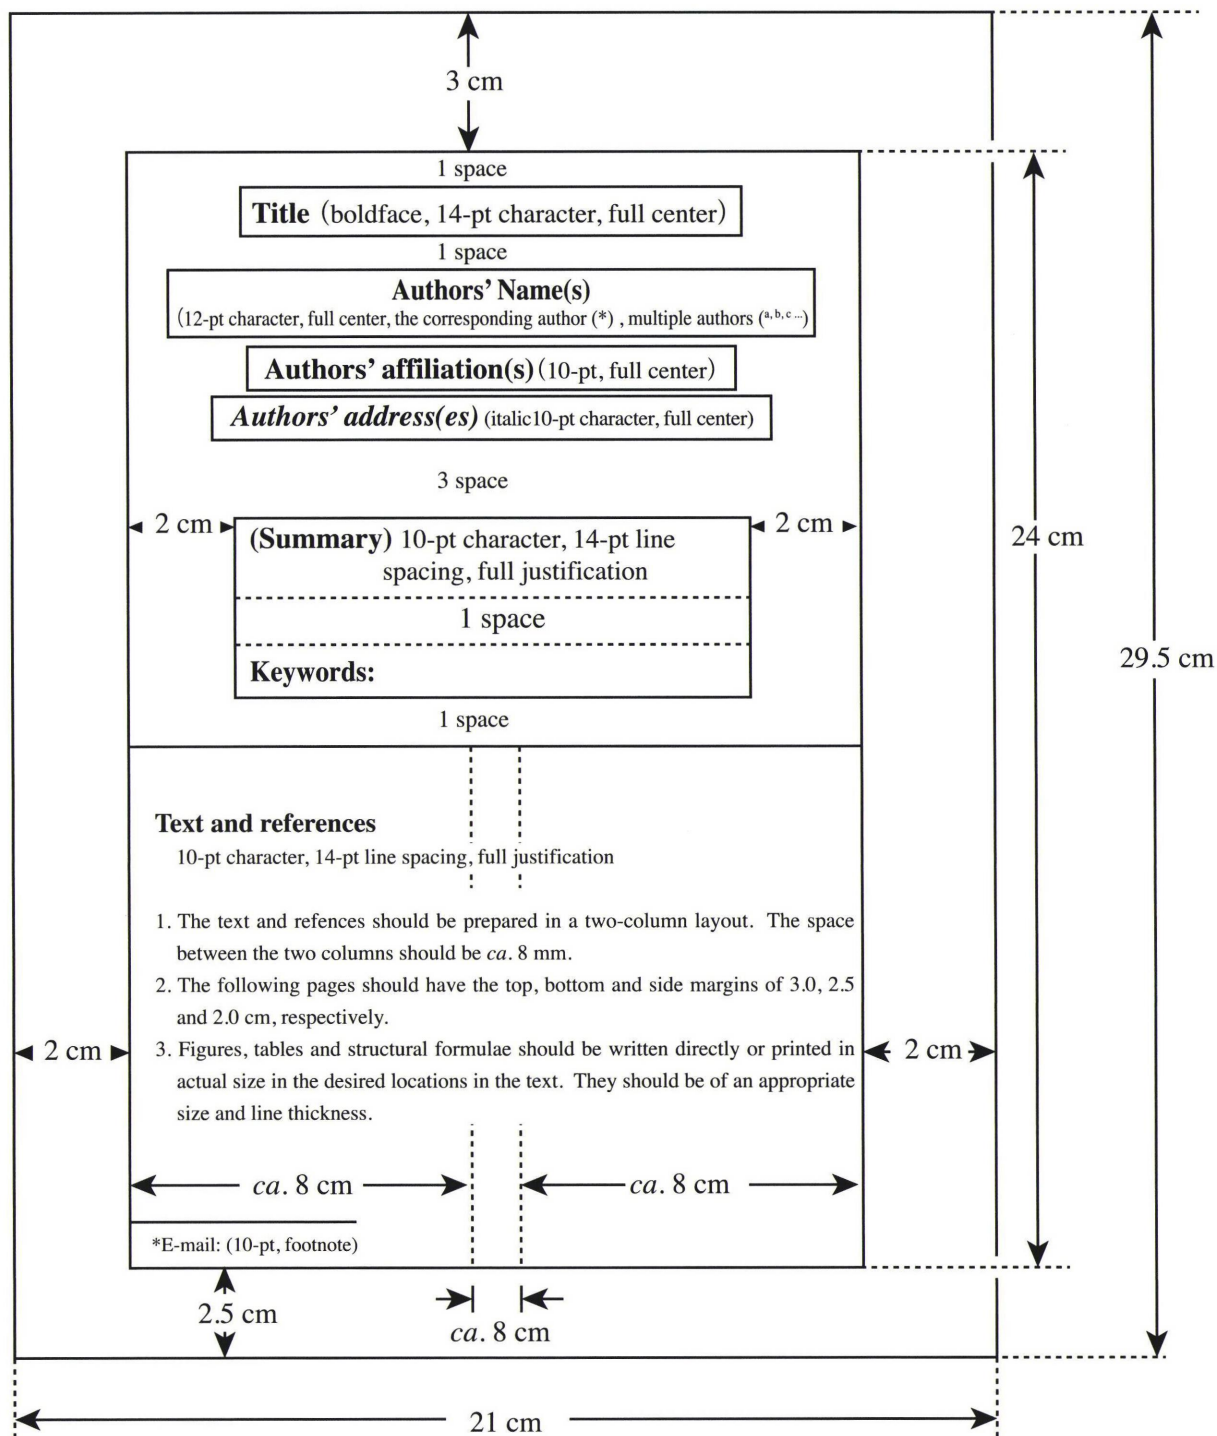 3 cm
1 space
Title (boldface, 14-pt character, full center)
1 space
Authors' Name(s)
(12-pt character, full center, the corresponding author (*) , multiple authors (a, b, c ...)
Authors' affiliation(s) (10-pt, full center)
Authors' address(es) (italic10-pt character, full center)
3 space
2 cm
2 cm
(Summary) 10-pt character, 14-pt line
spacing, full justification
24 cm
1 space
29.5 cm
Keywords:
1 space
Text and references
10-pt character, 14-pt line spacing, full justification
1. The text and refences should be prepared in a two-column layout. The space
between the two columns should be ca. 8 mm.
2. The following pages should have the top, bottom and side margins of 3.0, 2.5
and 2.0 cm, respectively.
2 cm
3. Figures, tables and structural formulae should be written directly or printed in
2 cm
actual size in the desired locations in the text. They should be of an appropriate
size and line thickness.
ca. 8 cm
ca. 8 cm
*E-mail: (10-pt, footnote)
2.5 cm
ca. 8 cm
21 cm